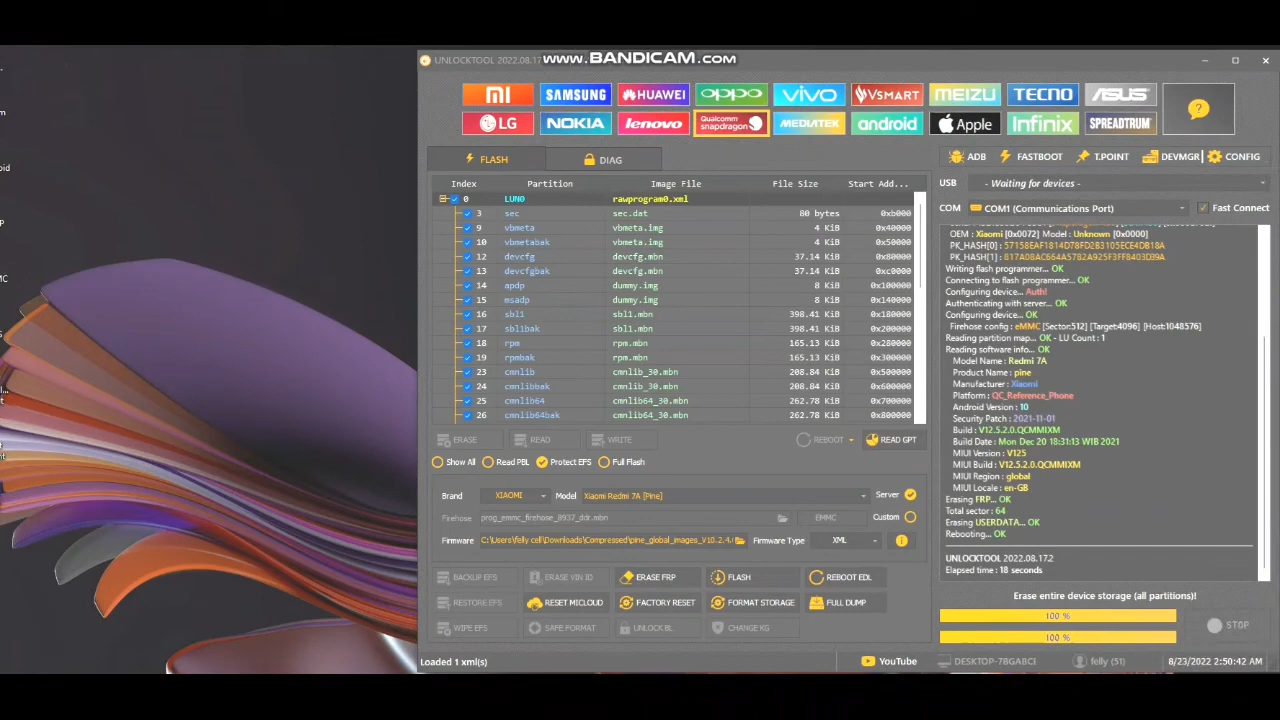 UNLOCKTOOL 2022.08.17
www.BANDICAM.com
MI SAMSUNG HUAWEI OPPO VIVO VSMART MEIZU TECNO ASUS
LG NOKIA lenovo Qualcomm snapdragon MEDIATEK android Apple Infinix SPREADTRUM
?
FLASH DIAG
ADB FASTBOOT T.POINT DEVMGR CONFIG
USB - Waiting for devices -
COM COM1 (Communications Port) Fast Connect
Index Partition Image File File Size Start Add...
0 LUN0 rawprogram0.xml
3 sec sec.dat 80 bytes 0xb0000
9 vbmeta vbmeta.img 4 KiB 0x40000
10 vbmetabak vbmeta.img 4 KiB 0x50000
12 devcfg devcfg.mbn 37.14 KiB 0x80000
13 devcfgbak devcfg.mbn 37.14 KiB 0xc0000
14 apdp dummy.img 8 KiB 0x100000
15 msadp dummy.img 8 KiB 0x140000
16 sbl1 sbl1.mbn 398.41 KiB 0x180000
17 sbl1bak sbl1.mbn 398.41 KiB 0x200000
18 rpm rpm.mbn 165.13 KiB 0x280000
19 rpmbak rpm.mbn 165.13 KiB 0x300000
23 cmnlib cmnlib_30.mbn 208.84 KiB 0x500000
24 cmnlibbak cmnlib_30.mbn 208.84 KiB 0x600000
25 cmnlib64 cmnlib64_30.mbn 262.78 KiB 0x700000
26 cmnlib64bak cmnlib64_30.mbn 262.78 KiB 0x800000
ERASE READ WRITE REBOOT READ GPT
Show All Read PBL Protect EFS Full Flash
Brand XIAOMI Model Xiaomi Redmi 7A [Pine] Server
Firehose prog_emmc_firehose_8937_ddr.mbn EMMC Custom
Firmware C:\Users\felly cell\Downloads\Compressed\pine_global_images_V10.2.4. Firmware Type XML
BACKUP EFS ERASE VIN ID ERASE FRP FLASH REBOOT EDL
RESTORE EFS RESET MICLOUD FACTORY RESET FORMAT STORAGE FULL DUMP
WIPE EFS SAFE FORMAT UNLOCK BL CHANGE KG
Loaded 1 xml(s)
OEM : Xiaomi [0x0072] Model : Unknown [0x0000]
PK_HASH[0] : 57158EAF1814D78FD2B3105ECE4DB18A
PK_HASH[1] : 817A08AC664A5782A925F3FF8403D39A
Writing flash programmer... OK
Connecting to flash programmer... OK
Configuring device... Auth!
Authenticating with server... OK
Configuring device... OK
Firehose config : eMMC [Sector:512] [Target:4096] [Host:1048576]
Reading partition map... OK - LU Count : 1
Reading software info... OK
Model Name : Redmi 7A
Product Name : pine
Manufacturer : Xiaomi
Platform : QC_Reference_Phone
Android Version : 10
Security Patch : 2021-11-01
Build : V12.5.2.0.QCMMIXM
Build Date : Mon Dec 20 18:31:13 WIB 2021
MIUI Version : V125
MIUI Build : V12.5.2.0.QCMMIXM
MIUI Region : global
MIUI Locale : en-GB
Erasing FRP... OK
Total sector : 64
Erasing USERDATA... OK
Rebooting... OK
UNLOCKTOOL 2022.08.17.2
Elapsed time : 18 seconds
Erase entire device storage (all partitions)!
100 %
100 %
STOP
YouTube DESKTOP-7BGABCE felly (51) 8/23/2022 2:50:42 AM